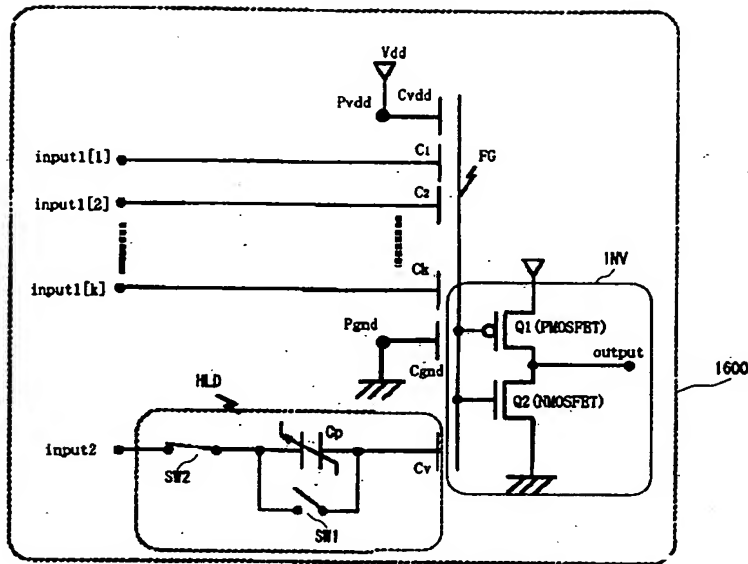 Vdd
Pvdd
Cvdd
input1[1]
C1
FG
input1[2]
C2
INV
input1[k]
Ck
Q1(PMOSFET)
Pgnd
output
Cgnd
1600
HLD
Q2(NMOSFET)
input2
Cp
SW2
Cv
SW1